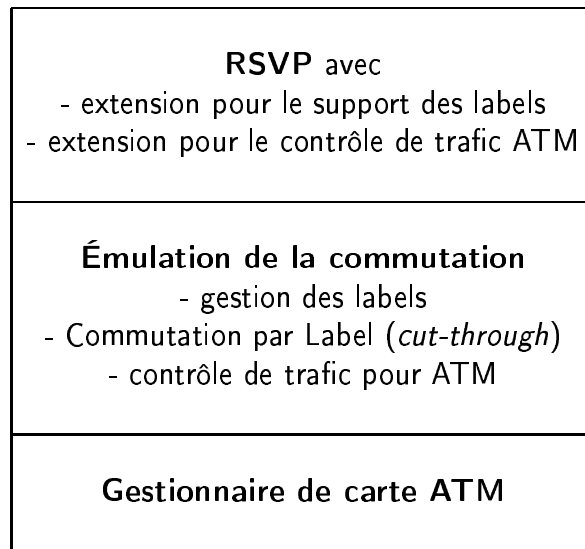 RSVP avec
- extension pour le support des labels
- extension pour le contrôle de trafic ATM
Émulation de la commutation
- gestion des labels
- Commutation par Label (cut-through)
- contrôle de trafic pour ATM
Gestionnaire de carte ATM